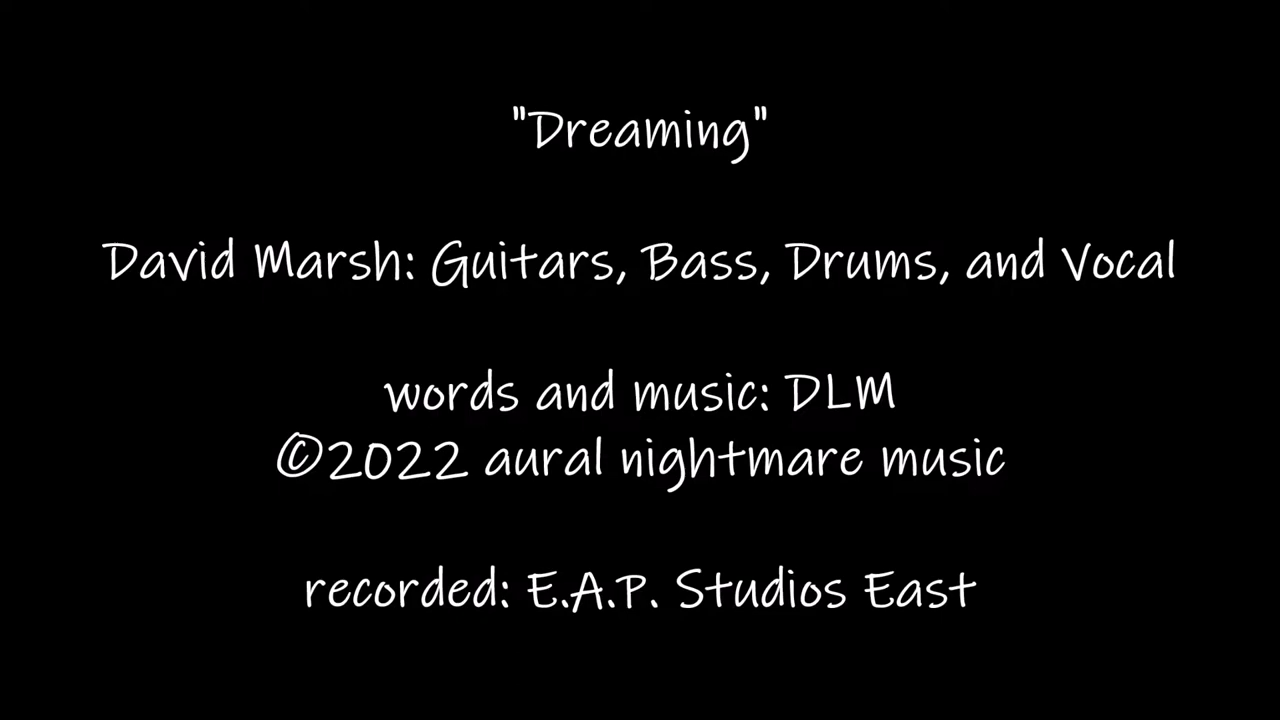 "Dreaming"
David Marsh: Guitars, Bass, Drums, and Vocal
words and music: DLM
©2022 aural nightmare music
recorded: E.A.P. Studios East